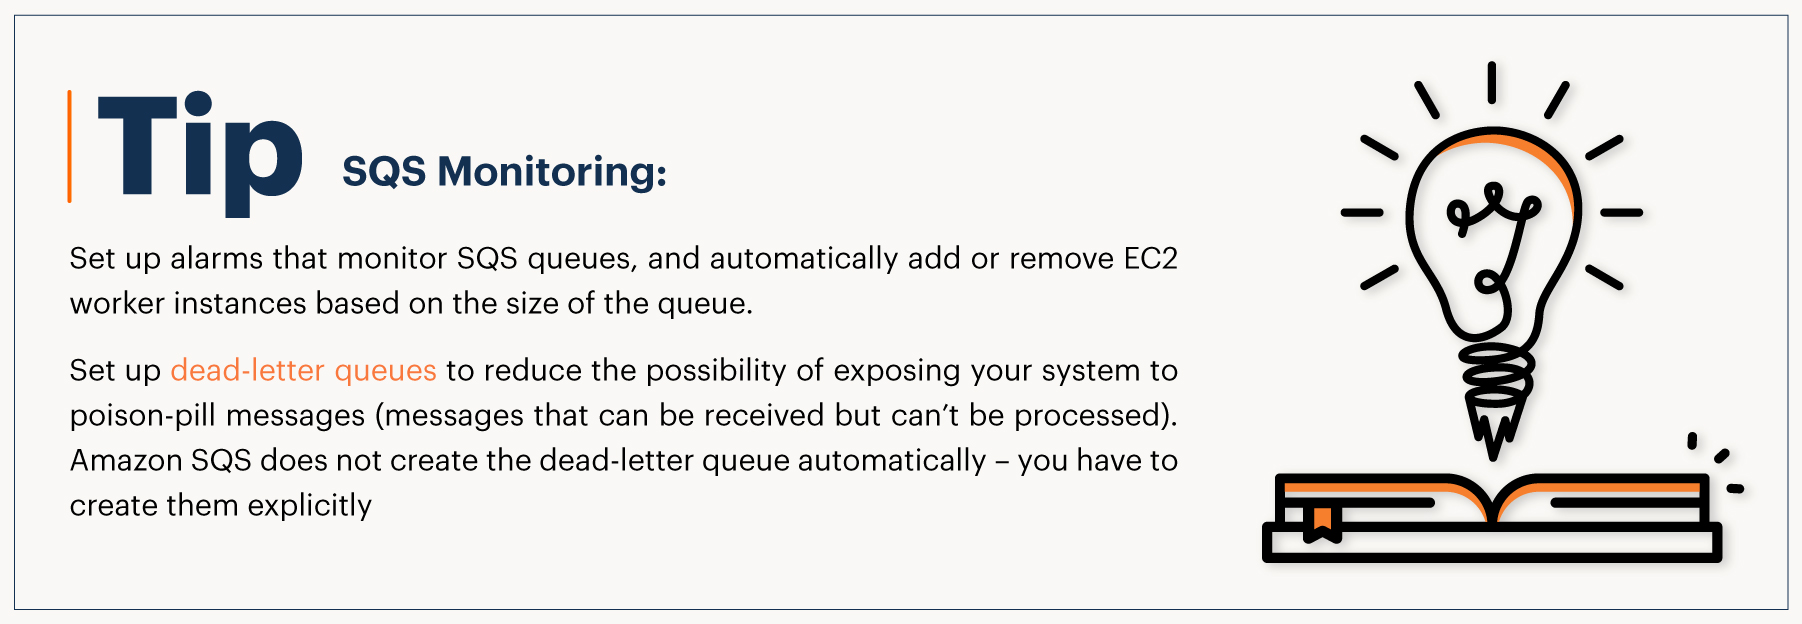 Tip SQS Monitoring:
Set up alarms that monitor SQS queues, and automatically add or remove EC2
worker instances based on the size of the queue.
Set up dead-letter queues to reduce the possibility of exposing your system to
poison-pill messages (messages that can be received but can’t be processed).
Amazon SQS does not create the dead-letter queue automatically – you have to
create them explicitly